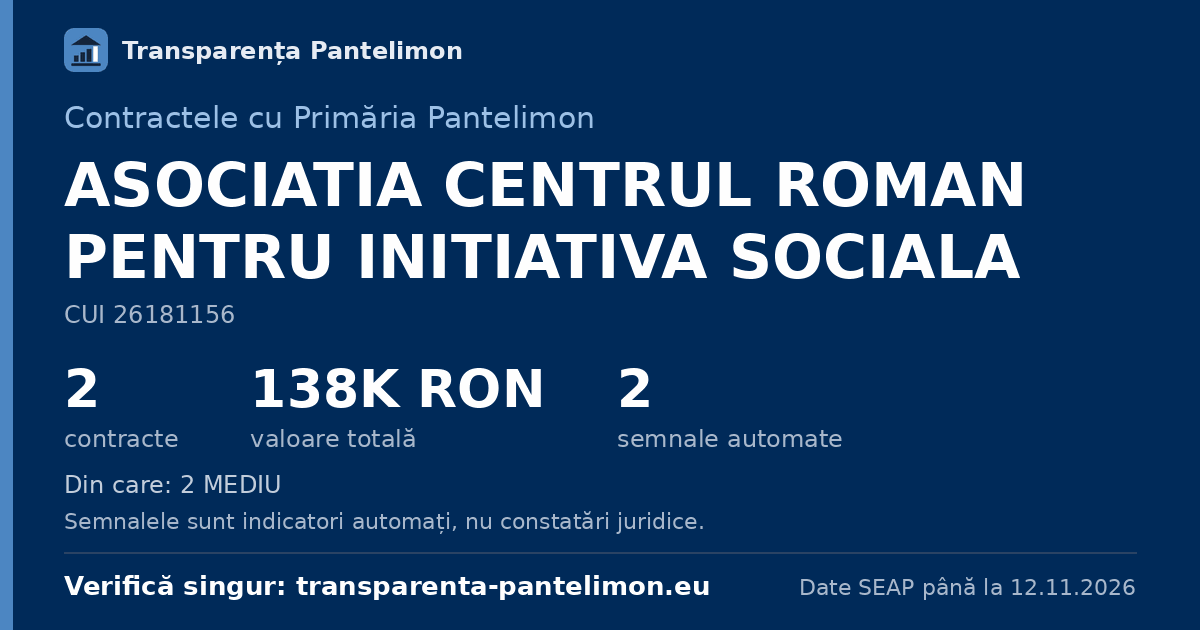 Transparența Pantelimon
Contractele cu Primăria Pantelimon
ASOCIATIA CENTRUL ROMAN
PENTRU INITIATIVA SOCIALA
CUI 26181156
2 138K RON 2
contracte valoare totală semnale automate
Din care: 2 MEDIU
Semnalele sunt indicatori automați, nu constatări juridice.
Verifică singur: transparenta-pantelimon.eu Date SEAP până la 12.11.2026